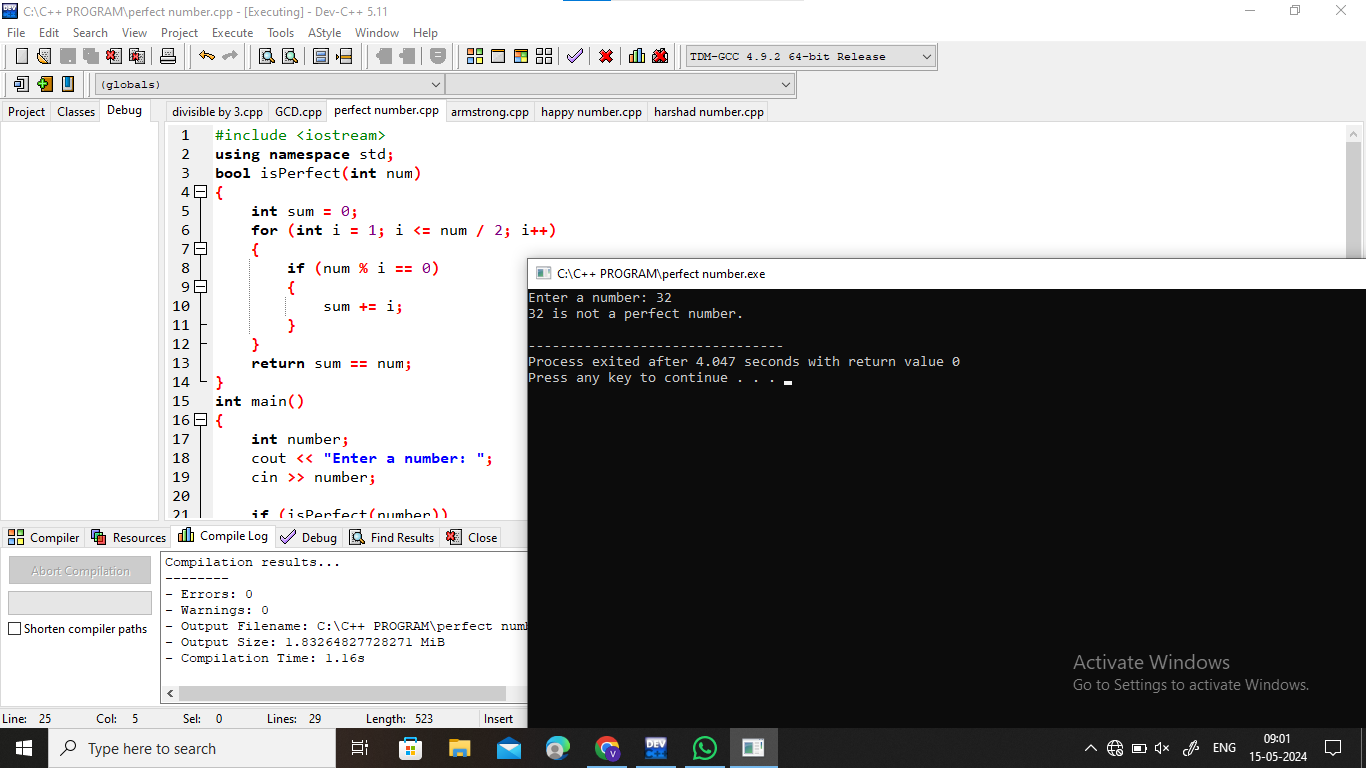 C:\C++ PROGRAM\perfect number.cpp - [Executing] - Dev-C++ 5.11
File Edit Search View Project Execute Tools AStyle Window Help
TDM-GCC 4.9.2 64-bit Release
(globals)
Project Classes Debug
divisible by 3.cpp GCD.cpp perfect number.cpp armstrong.cpp happy number.cpp harshad number.cpp
1 #include <iostream>
2 using namespace std;
3 bool isPerfect(int num)
4 {
5 int sum = 0;
6 for (int i = 1; i <= num / 2; i++)
7 {
8 if (num % i == 0)
9 {
10 sum += i;
11 }
12 }
13 return sum == num;
14 }
15 int main()
16 {
17 int number;
18 cout << "Enter a number: ";
19 cin >> number;
20
21 if (isPerfect(number))
C:\C++ PROGRAM\perfect number.exe
Enter a number: 32
32 is not a perfect number.
--------------------------------
Process exited after 4.047 seconds with return value 0
Press any key to continue . . .
Compiler Resources Compile Log Debug Find Results Close
Abort Compilation
Shorten compiler paths
Compilation results...
--------
- Errors: 0
- Warnings: 0
- Output Filename: C:\C++ PROGRAM\perfect num
- Output Size: 1.83264827728271 MiB
- Compilation Time: 1.16s
Activate Windows
Go to Settings to activate Windows.
Line: 25 Col: 5 Sel: 0 Lines: 29 Length: 523 Insert
Type here to search
DEV
V
ENG
09:01
15-05-2024